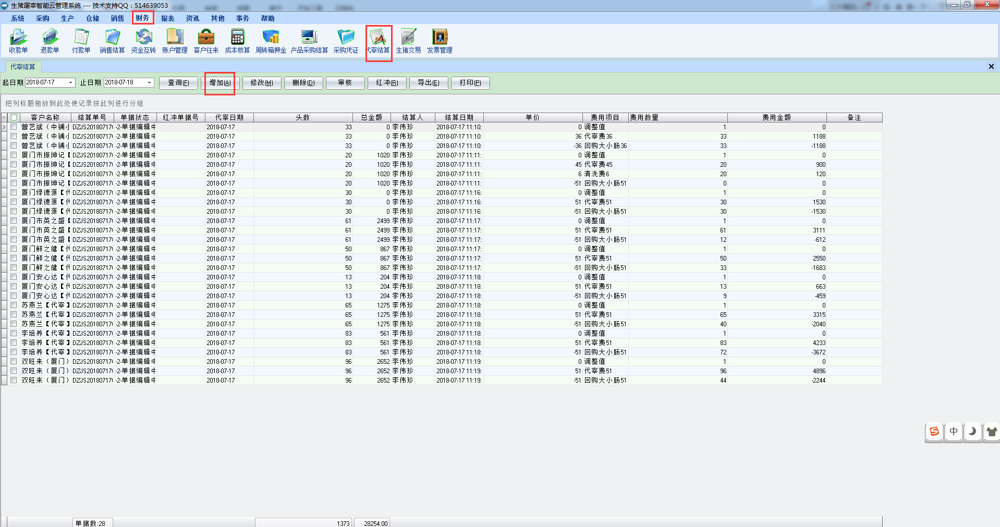 生猪屠宰智能云管理系统 --- 技术支持QQ：514639053
系统 采购 生产 仓储 销售 财务 报表 资讯 其他 事务 帮助
收款单 退款单 付款单 销售结算 资金互转 账户管理 客户往来 成本核算 周转箱押金 产品采购结算 采购凭证 代宰结算 生猪交易 发票管理
代宰结算
起日期 2018-07-17 止日期 2018-07-18 查询(F) 增加(A) 修改(M) 删除(D) 审核 红冲(R) 导出(E) 打印(P)
把列标题拖放到此处使记录按此列进行分组
客户名称 结算单号 单据状态 红冲单据号 代宰日期 头数 总金额 结算人 结算日期 单价 费用项目 费用数量 费用金额 备注
曾艺斌（中铺小 DZJS20180717( -2-单据编辑中 2018-07-17 33 0 李伟珍 2018-07-17 11:10: 0 调整值 1 0
曾艺斌（中铺小 DZJS20180717( -2-单据编辑中 2018-07-17 33 0 李伟珍 2018-07-17 11:10: 36 代宰费36 33 1188
曾艺斌（中铺小 DZJS20180717( -2-单据编辑中 2018-07-17 33 0 李伟珍 2018-07-17 11:10: -36 回购大小肠36 33 -1188
厦门市振坤记【 DZJS20180717( -2-单据编辑中 2018-07-17 20 1020 李伟珍 2018-07-17 11:11: 0 调整值 1 0
厦门市振坤记【 DZJS20180717( -2-单据编辑中 2018-07-17 20 1020 李伟珍 2018-07-17 11:11: 45 代宰费45 20 900
厦门市振坤记【 DZJS20180717( -2-单据编辑中 2018-07-17 20 1020 李伟珍 2018-07-17 11:11: 6 清洗费6 20 120
厦门市振坤记【 DZJS20180717( -2-单据编辑中 2018-07-17 20 1020 李伟珍 2018-07-17 11:11: -51 回购大小肠51 0 0
厦门绿德源【代 DZJS20180717( -2-单据编辑中 2018-07-17 30 0 李伟珍 2018-07-17 11:16: 0 调整值 1 0
厦门绿德源【代 DZJS20180717( -2-单据编辑中 2018-07-17 30 0 李伟珍 2018-07-17 11:16: 51 代宰费51 30 1530
厦门绿德源【代 DZJS20180717( -2-单据编辑中 2018-07-17 30 0 李伟珍 2018-07-17 11:16: -51 回购大小肠51 30 -1530
厦门市英之盛【 DZJS20180717( -2-单据编辑中 2018-07-17 61 2499 李伟珍 2018-07-17 11:17: 0 调整值 1 0
厦门市英之盛【 DZJS20180717( -2-单据编辑中 2018-07-17 61 2499 李伟珍 2018-07-17 11:17: 51 代宰费51 61 3111
厦门市英之盛【 DZJS20180717( -2-单据编辑中 2018-07-17 61 2499 李伟珍 2018-07-17 11:17: -51 回购大小肠51 12 -612
厦门鲜之健【代 DZJS20180717( -2-单据编辑中 2018-07-17 50 867 李伟珍 2018-07-17 11:17: 0 调整值 1 0
厦门鲜之健【代 DZJS20180717( -2-单据编辑中 2018-07-17 50 867 李伟珍 2018-07-17 11:17: 51 代宰费51 50 2550
厦门鲜之健【代 DZJS20180717( -2-单据编辑中 2018-07-17 50 867 李伟珍 2018-07-17 11:17: -51 回购大小肠51 33 -1683
厦门安心达【代 DZJS20180717( -2-单据编辑中 2018-07-17 13 204 李伟珍 2018-07-17 11:18: 0 调整值 1 0
厦门安心达【代 DZJS20180717( -2-单据编辑中 2018-07-17 13 204 李伟珍 2018-07-17 11:18: 51 代宰费51 13 663
厦门安心达【代 DZJS20180717( -2-单据编辑中 2018-07-17 13 204 李伟珍 2018-07-17 11:18: -51 回购大小肠51 9 -459
苏燕兰【代宰】 DZJS20180717( -2-单据编辑中 2018-07-17 65 1275 李伟珍 2018-07-17 11:18: 0 调整值 1 0
苏燕兰【代宰】 DZJS20180717( -2-单据编辑中 2018-07-17 65 1275 李伟珍 2018-07-17 11:18: 51 代宰费51 65 3315
苏燕兰【代宰】 DZJS20180717( -2-单据编辑中 2018-07-17 65 1275 李伟珍 2018-07-17 11:18: -51 回购大小肠51 40 -2040
李培养【代宰】 DZJS20180717( -2-单据编辑中 2018-07-17 83 561 李伟珍 2018-07-17 11:18: 0 调整值 1 0
李培养【代宰】 DZJS20180717( -2-单据编辑中 2018-07-17 83 561 李伟珍 2018-07-17 11:18: 51 代宰费51 83 4233
李培养【代宰】 DZJS20180717( -2-单据编辑中 2018-07-17 83 561 李伟珍 2018-07-17 11:18: -51 回购大小肠51 72 -3672
双旺来（厦门） DZJS20180717( -2-单据编辑中 2018-07-17 96 2652 李伟珍 2018-07-17 11:19: 0 调整值 1 0
双旺来（厦门） DZJS20180717( -2-单据编辑中 2018-07-17 96 2652 李伟珍 2018-07-17 11:19: 51 代宰费51 96 4896
双旺来（厦门） DZJS20180717( -2-单据编辑中 2018-07-17 96 2652 李伟珍 2018-07-17 11:19: -51 回购大小肠51 44 -2244
中
单据数:28 1373 28254.00